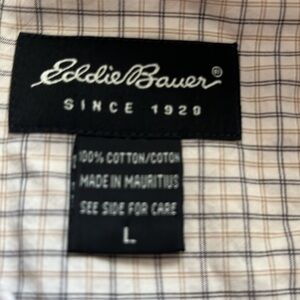 Eddie Bauer®
SINCE 1920
100% COTTON/COTON
MADE IN MAURITIUS
SEE SIDE FOR CARE
L